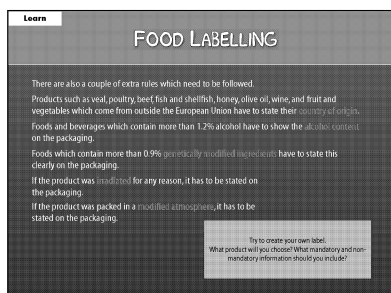 Learn
FOOD LABELLING
There are also a couple of extra rules which need to be followed.
Products such as veal, poultry, beef, fish and shellfish, honey, olive oil, wine, and fruit and
vegetables which come from outside the European Union have to state their country of origin.
Foods and beverages which contain more than 1.2% alcohol have to show the alcohol content
on the packaging.
Foods which contain more than 0.9% genetically modified ingredients have to state this
clearly on the packaging.
If the product was irradiated for any reason, it has to be stated on
the packaging.
If the product was packed in a modified atmosphere, it has to be
stated on the packaging.
Try to create your own label.
What product will you choose? What mandatory and non-
mandatory information should you include?